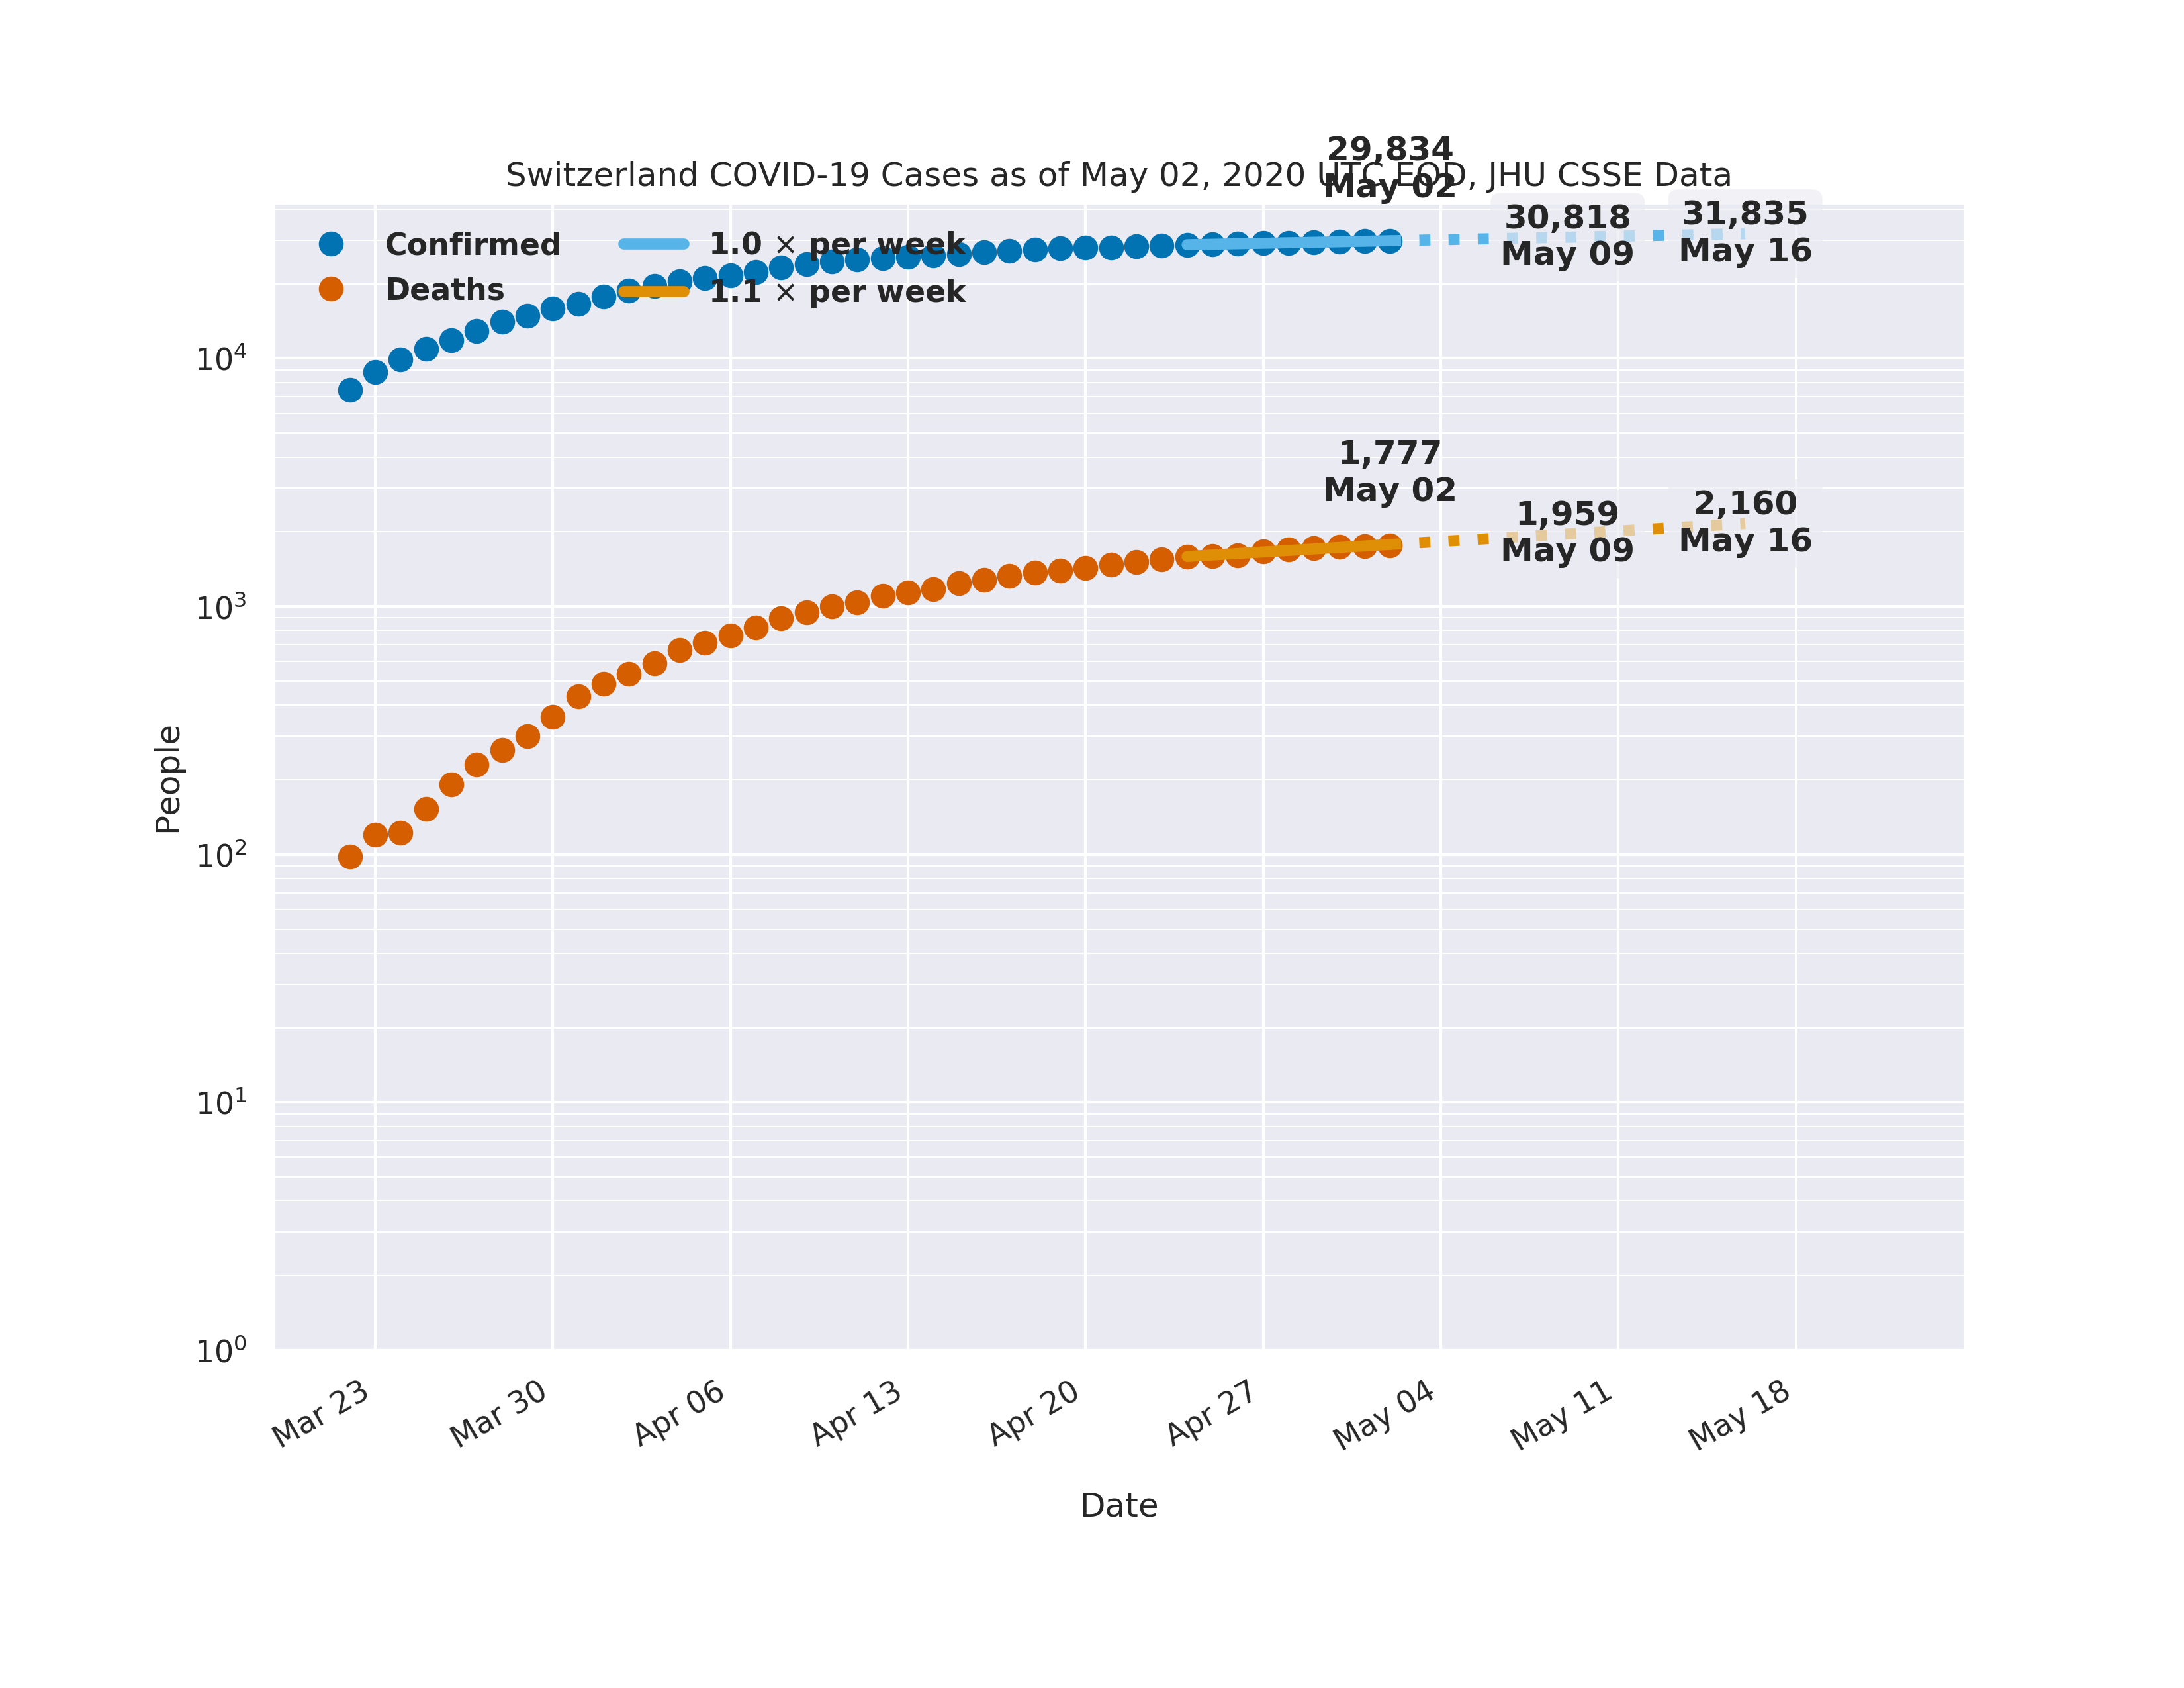 29,834
May 02
Switzerland COVID-19 Cases as of May 02, 2020 UTC EOD, JHU CSSE Data
30,818
May 09
31,835
May 16
Confirmed
Deaths
1.0 × per week
1.1 × per week
1,777
May 02
1,959
May 09
2,160
May 16
People
10⁴
10³
10²
10¹
10⁰
Mar 23
Mar 30
Apr 06
Apr 13
Apr 20
Apr 27
May 04
May 11
May 18
Date